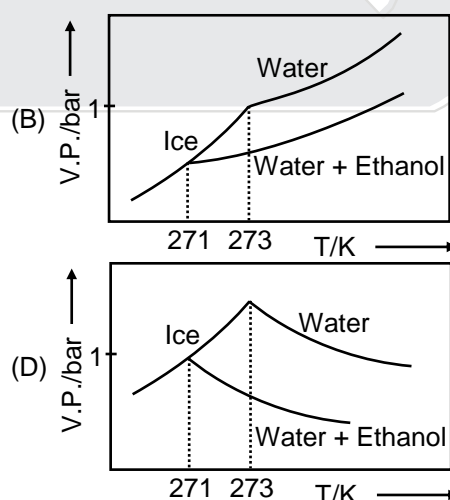 (B)
V.P./bar
1
Water
Ice
Water + Ethanol
271 273 T/K
(D)
V.P./bar
1
Ice
Water
Water + Ethanol
271 273 T/K